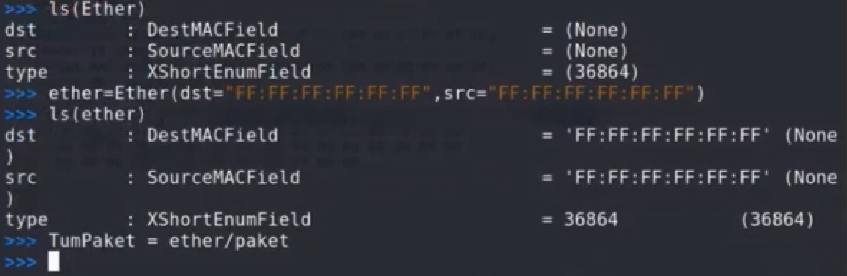 >>> ls(Ether)
dst        : DestMACField                        = (None)
src        : SourceMACField                      = (None)
type       : XShortEnumField                     = (36864)
>>> ether=Ether(dst="FF:FF:FF:FF:FF:FF",src="FF:FF:FF:FF:FF:FF")
>>> ls(ether)
dst        : DestMACField                        = 'FF:FF:FF:FF:FF:FF' (None
)
src        : SourceMACField                      = 'FF:FF:FF:FF:FF:FF' (None
)
type       : XShortEnumField                     = 36864           (36864)
>>> TumPaket = ether/paket
>>>